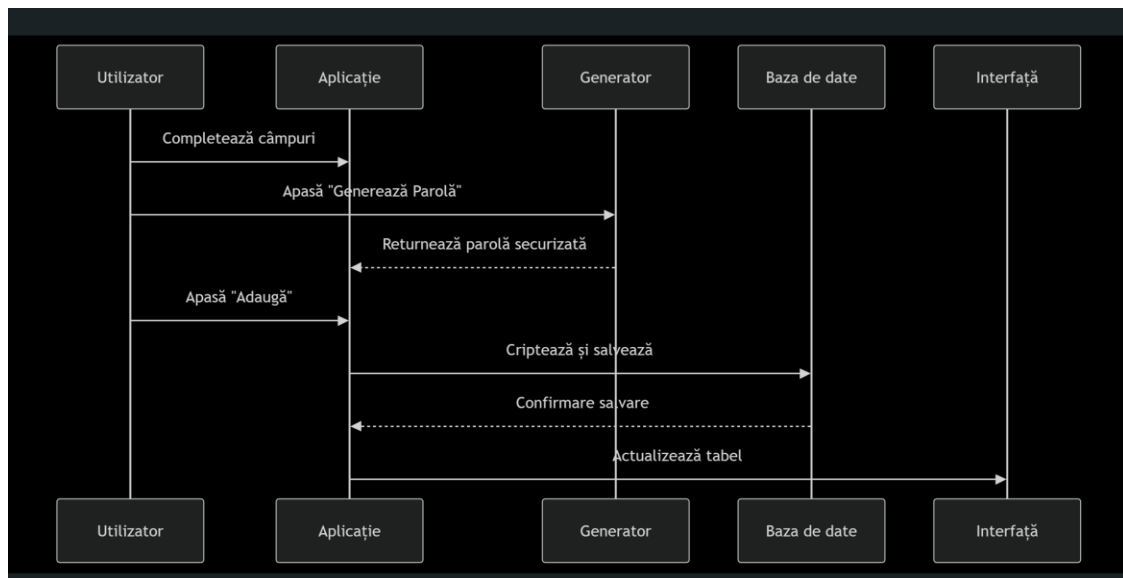 Utilizator
Aplicație
Generator
Baza de date
Interfață
Completează câmpuri
Apasă "Generează Parolă"
Returnează parolă securizată
Apasă "Adaugă"
Criptează și salvează
Confirmare salvare
Actualizează tabel
Utilizator
Aplicație
Generator
Baza de date
Interfață